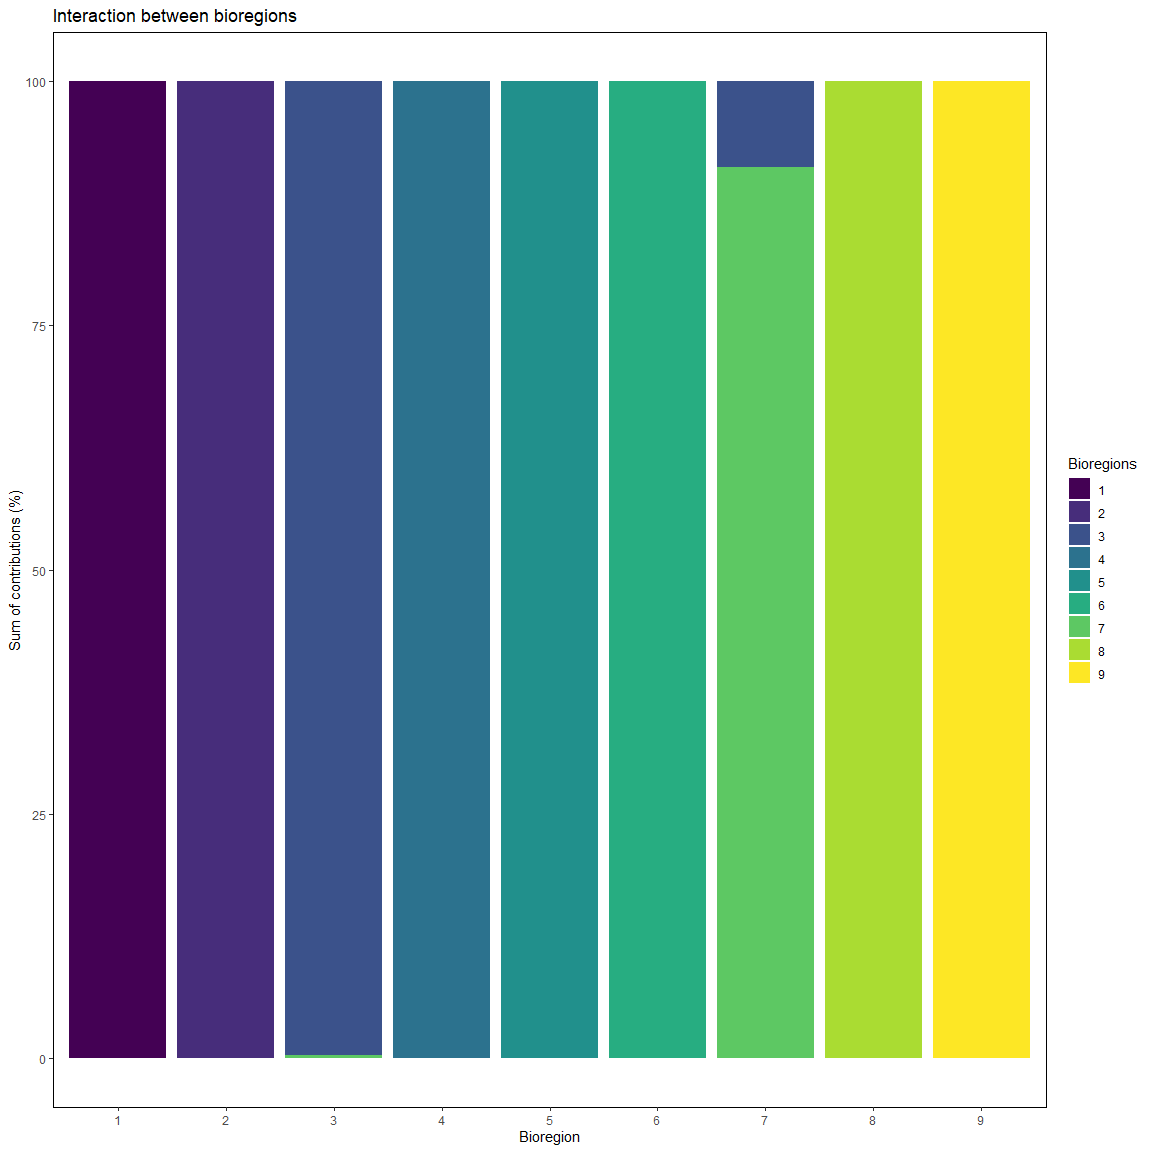 Interaction between bioregions
Sum of contributions (%)
100
75
50
25
0
1 2 3 4 5 6 7 8 9
Bioregion
Bioregions
1
2
3
4
5
6
7
8
9